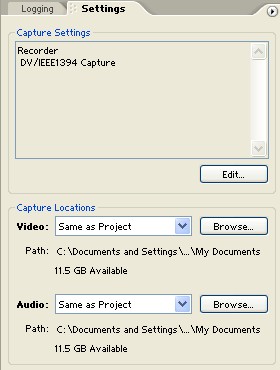 Logging Settings
Capture Settings
Recorder
DV/IEEE1394 Capture
Edit...
Capture Locations
Video: Same as Project Browse...
Path: C:\Documents and Settings\...\My Documents
11.5 GB Available
Audio: Same as Project Browse...
Path: C:\Documents and Settings\...\My Documents
11.5 GB Available